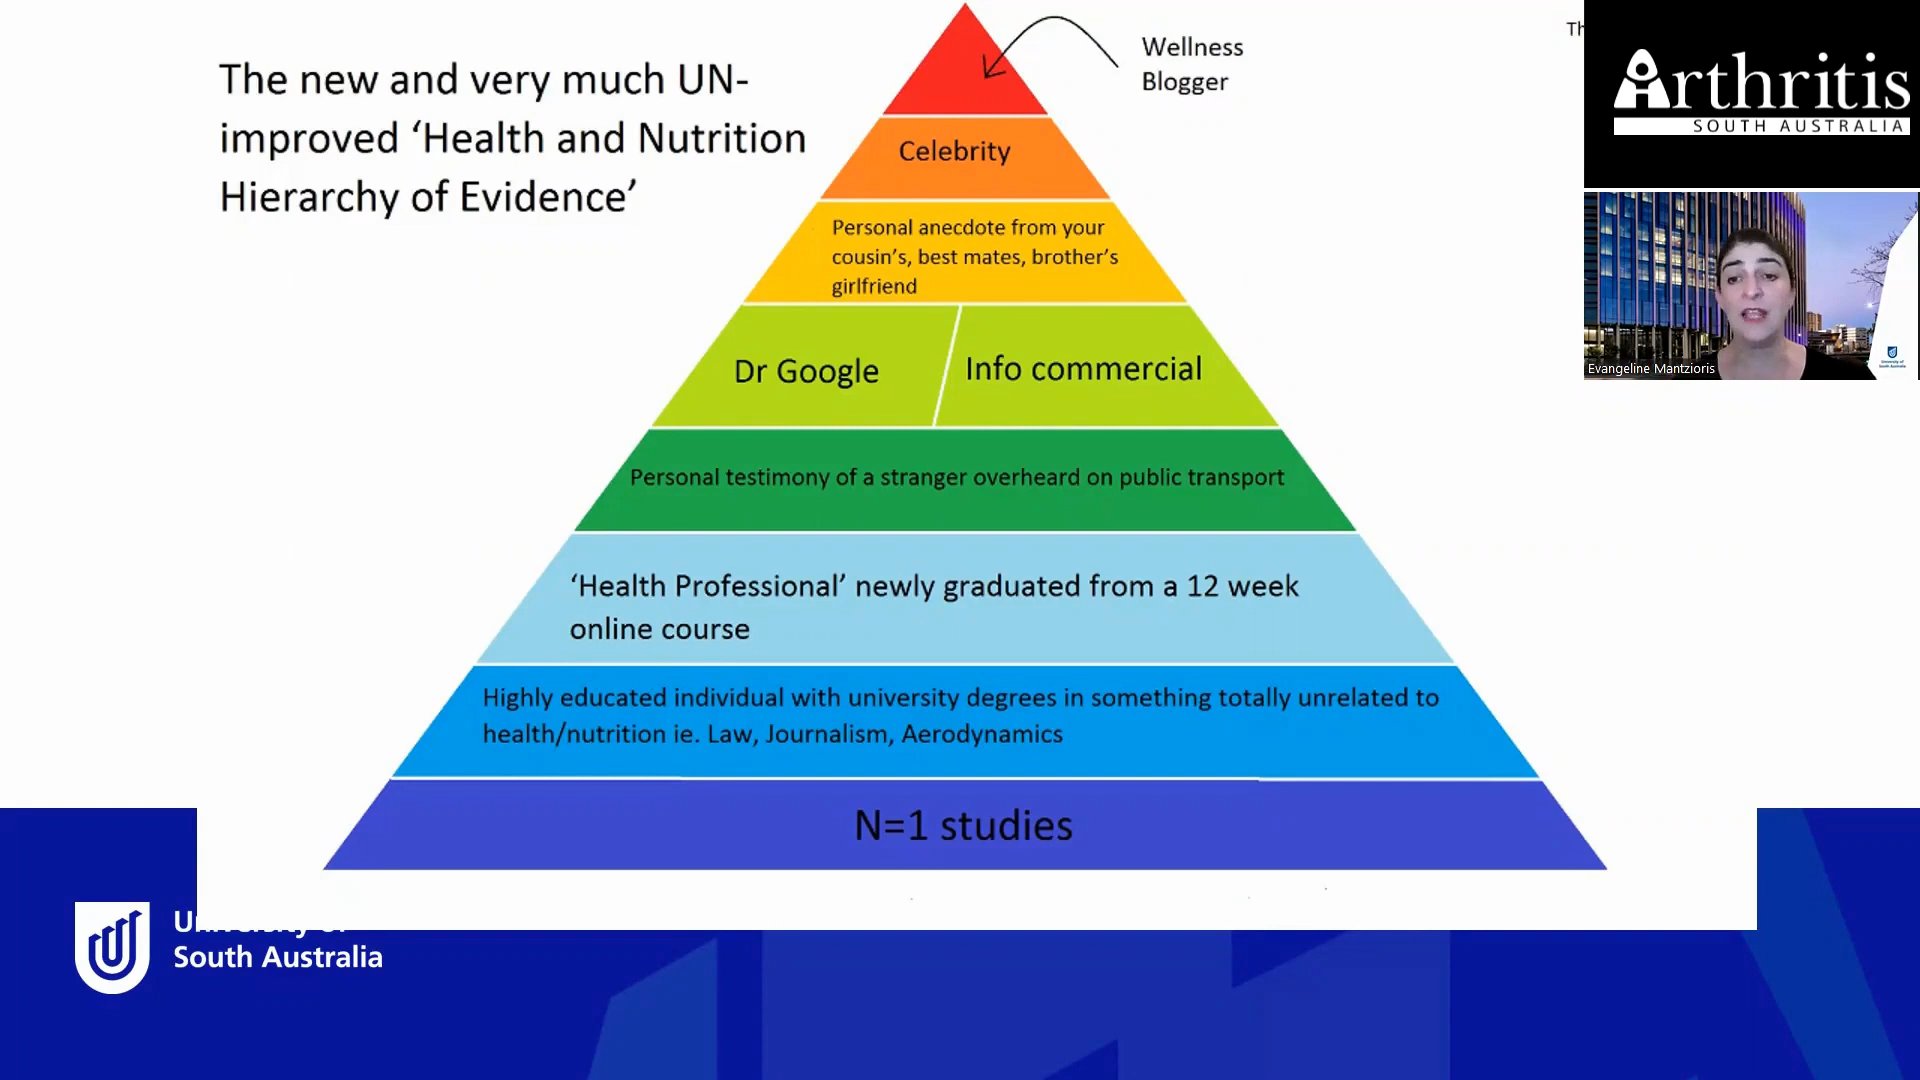 The new and very much UN-
improved ‘Health and Nutrition
Hierarchy of Evidence’
Wellness
Blogger
Celebrity
Personal anecdote from your
cousin’s, best mates, brother’s
girlfriend
Dr Google
Info commercial
Personal testimony of a stranger overheard on public transport
‘Health Professional’ newly graduated from a 12 week
online course
Highly educated individual with university degrees in something totally unrelated to
health/nutrition ie. Law, Journalism, Aerodynamics
N=1 studies
Arthritis
SOUTH AUSTRALIA
Evangeline Mantzioris
University of
South Australia